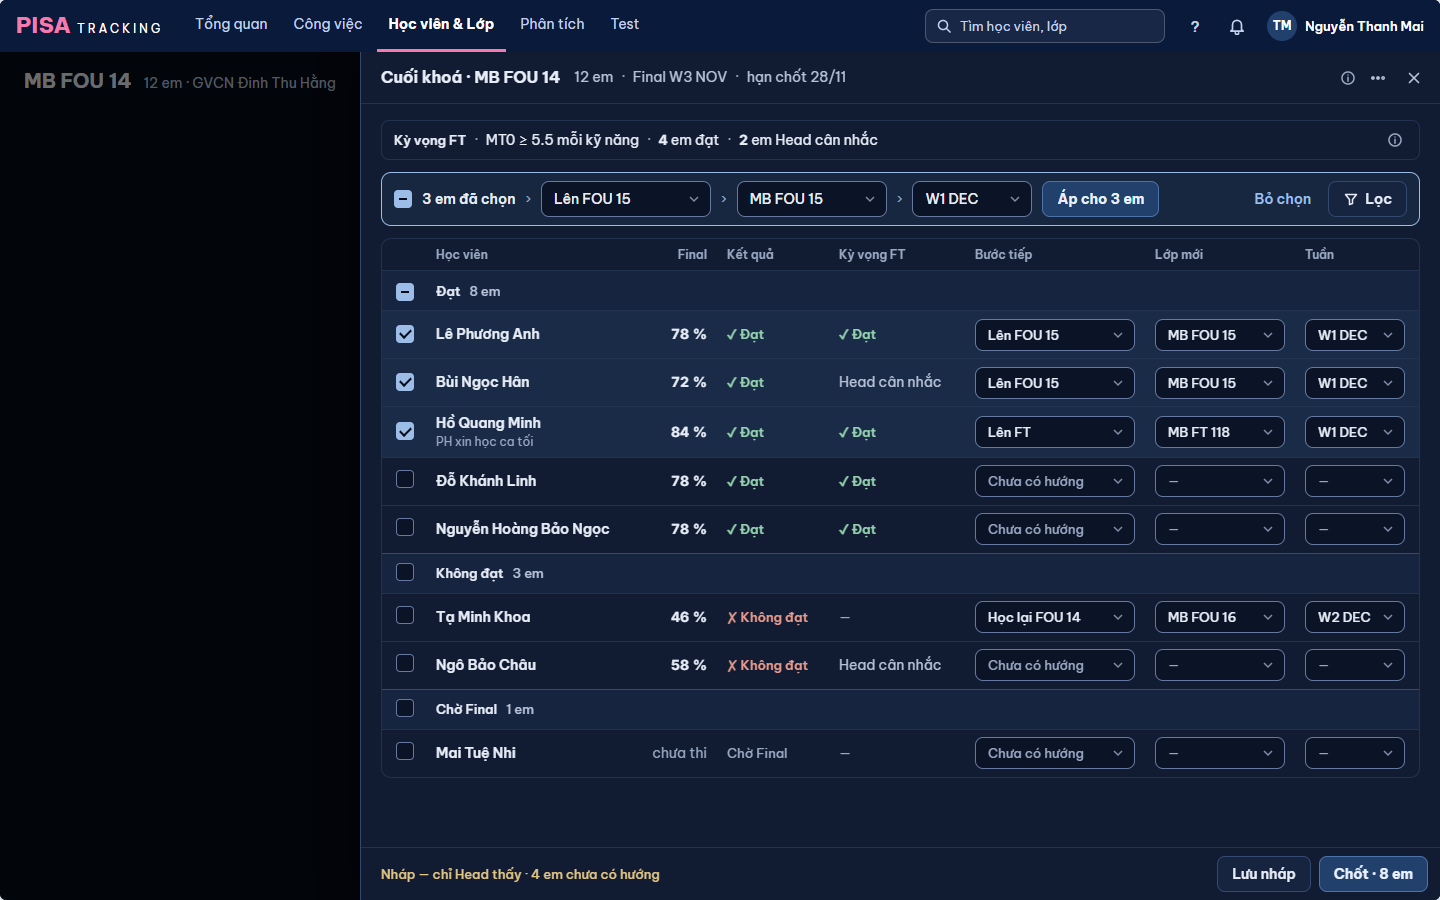 PISA TRACKING Tổng quan Công việc Học viên & Lớp Phân tích Test Tìm học viên, lớp ? TM Nguyễn Thanh Mai
MB FOU 14 12 em · GVCN Đinh Thu Hằng
Cuối khoá · MB FOU 14 12 em · Final W3 NOV · hạn chốt 28/11
Kỳ vọng FT · MT0 ≥ 5.5 mỗi kỹ năng · 4 em đạt · 2 em Head cân nhắc
3 em đã chọn › Lên FOU 15 › MB FOU 15 › W1 DEC Áp cho 3 em Bỏ chọn Lọc
Học viên Final Kết quả Kỳ vọng FT Bước tiếp Lớp mới Tuần
Đạt 8 em
Lê Phương Anh 78 % ✓ Đạt ✓ Đạt Lên FOU 15 MB FOU 15 W1 DEC
Bùi Ngọc Hân 72 % ✓ Đạt Head cân nhắc Lên FOU 15 MB FOU 15 W1 DEC
Hồ Quang Minh 84 % ✓ Đạt ✓ Đạt Lên FT MB FT 118 W1 DEC
PH xin học ca tối
Đỗ Khánh Linh 78 % ✓ Đạt ✓ Đạt Chưa có hướng — —
Nguyễn Hoàng Bảo Ngọc 78 % ✓ Đạt ✓ Đạt Chưa có hướng — —
Không đạt 3 em
Tạ Minh Khoa 46 % ✗ Không đạt — Học lại FOU 14 MB FOU 16 W2 DEC
Ngô Bảo Châu 58 % ✗ Không đạt Head cân nhắc Chưa có hướng — —
Chờ Final 1 em
Mai Tuệ Nhi chưa thi Chờ Final — Chưa có hướng — —
Nháp — chỉ Head thấy · 4 em chưa có hướng Lưu nháp Chốt · 8 em